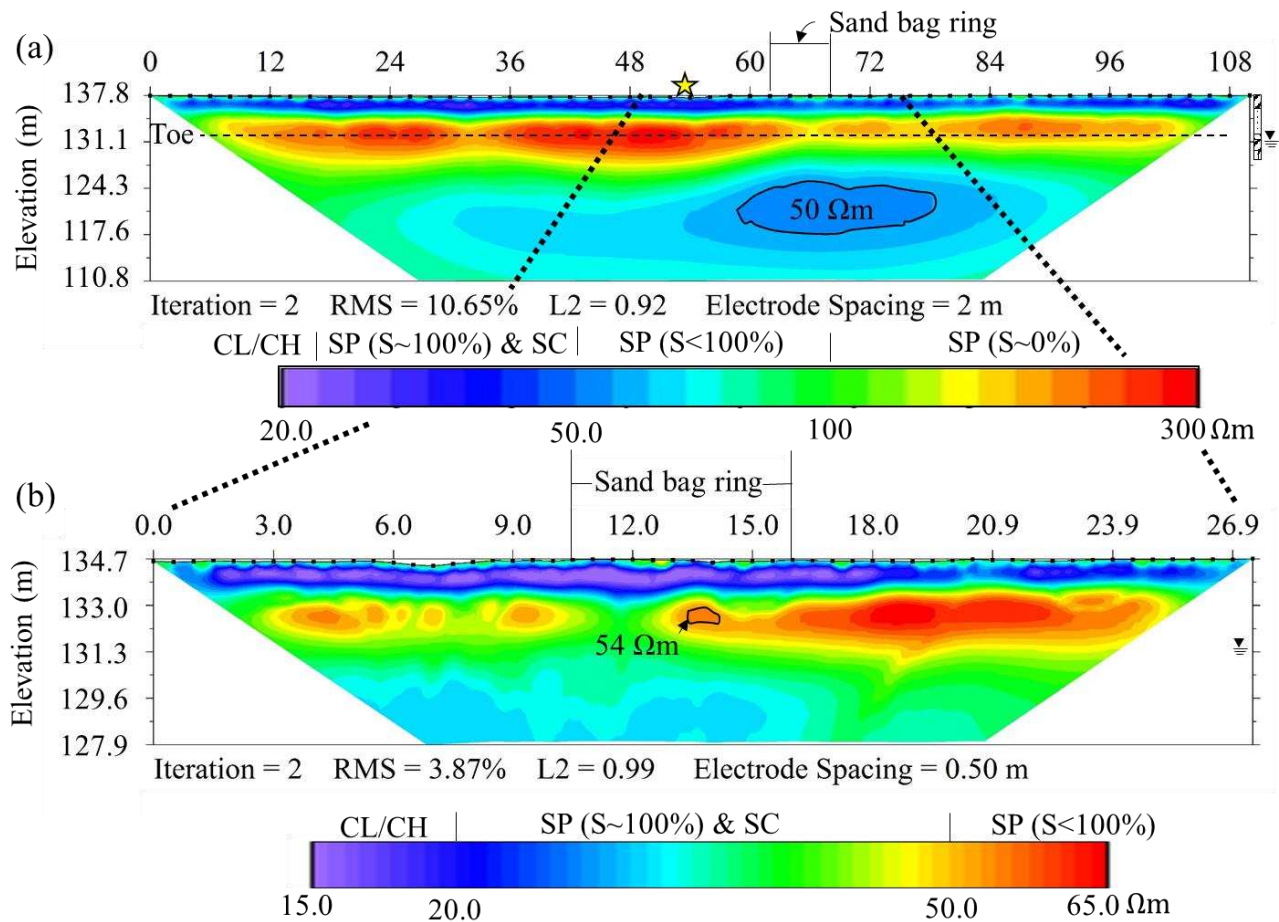 Sand bag ring
(a)
0 12 24 36 48 60 72 84 96 108
137.8
Toe
131.1
124.3
117.6
110.8
Elevation (m)
50 Ωm
Iteration = 2 RMS = 10.65% L2 = 0.92 Electrode Spacing = 2 m
CL/CH SP (S~100%) & SC SP (S<100%) SP (S~0%)
20.0 50.0 100 300 Ωm
(b)
Sand bag ring
0.0 3.0 6.0 9.0 12.0 15.0 18.0 20.9 23.9 26.9
134.7
133.0
131.3
129.6
127.9
Elevation (m)
54 Ωm
Iteration = 2 RMS = 3.87% L2 = 0.99 Electrode Spacing = 0.50 m
CL/CH SP (S~100%) & SC SP (S<100%)
15.0 20.0 50.0 65.0 Ωm